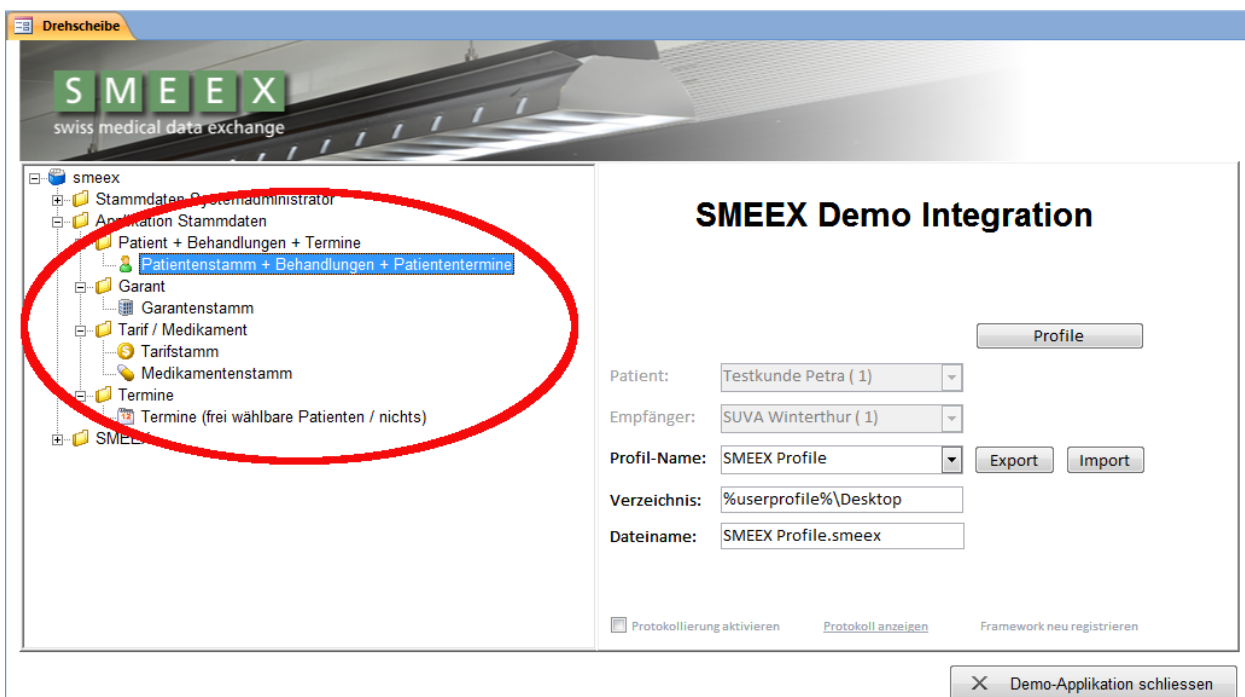 Drehscheibe
SMEEX
swiss medical data exchange
smeex
Stammdaten Systemadministrator
Applikation Stammdaten
Patient + Behandlungen + Termine
Patientenstamm + Behandlungen + Patiententermine
Garant
Garantenstamm
Tarif / Medikament
Tarifstamm
Medikamentenstamm
Termine
Termine (frei wählbare Patienten / nichts)
SMEEX
SMEEX Demo Integration
Profile
Patient: Testkunde Petra ( 1)
Empfänger: SUVA Winterthur ( 1)
Profil-Name: SMEEX Profile Export Import
Verzeichnis: %userprofile%\Desktop
Dateiname: SMEEX Profile.smeex
Protokollierung aktivieren Protokoll anzeigen Framework neu registrieren
Demo-Applikation schliessen